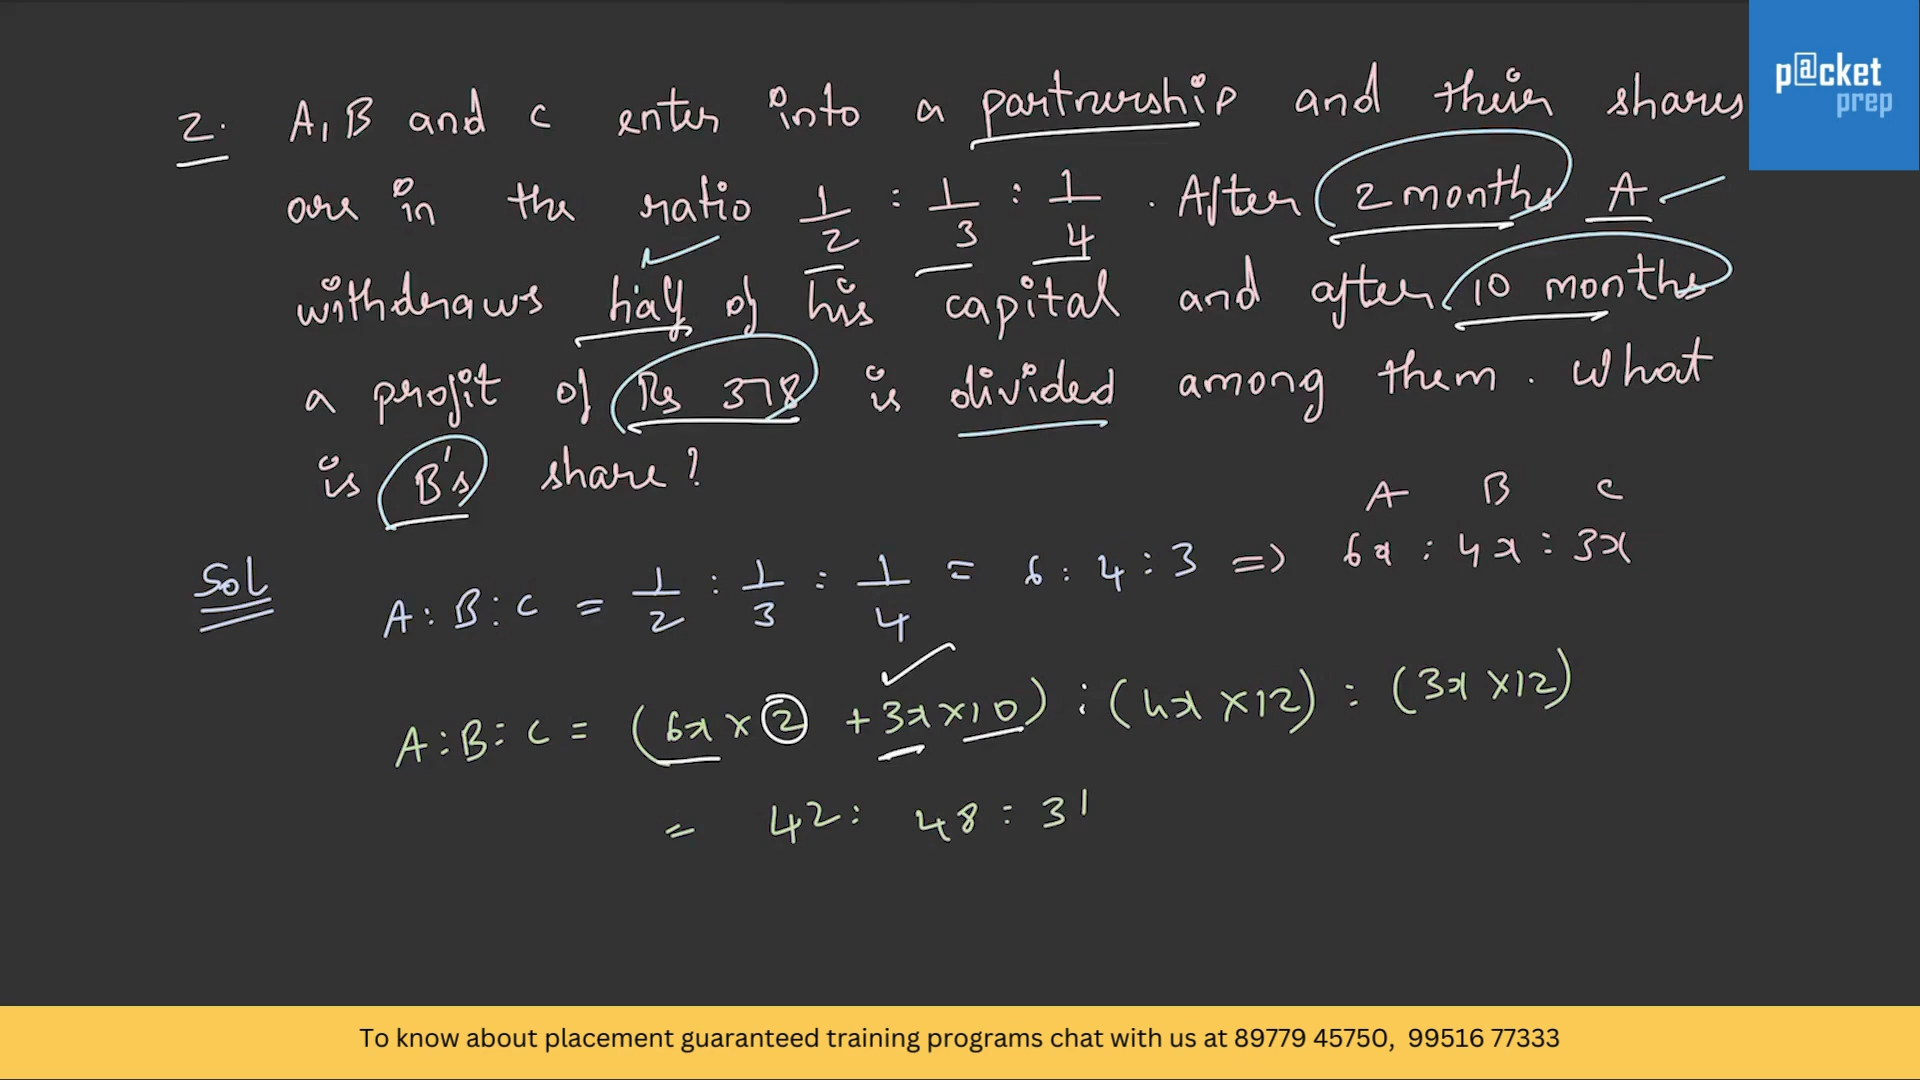 p@cket
prep
2. A, B and C enter into a partnership and their shares
are in the ratio 1/2 : 1/3 : 1/4 . After 2 months A
withdraws half of his capital and after 10 months
a profit of Rs 378 is divided among them. What
is B's share?
A B C
Sol A : B : C = 1/2 : 1/3 : 1/4 = 6 : 4 : 3 => 6x : 4x : 3x
A : B : C = (6x × 2 + 3x × 10) : (4x × 12) : (3x × 12)
= 42 : 48 : 31
To know about placement guaranteed training programs chat with us at 89779 45750, 99516 77333